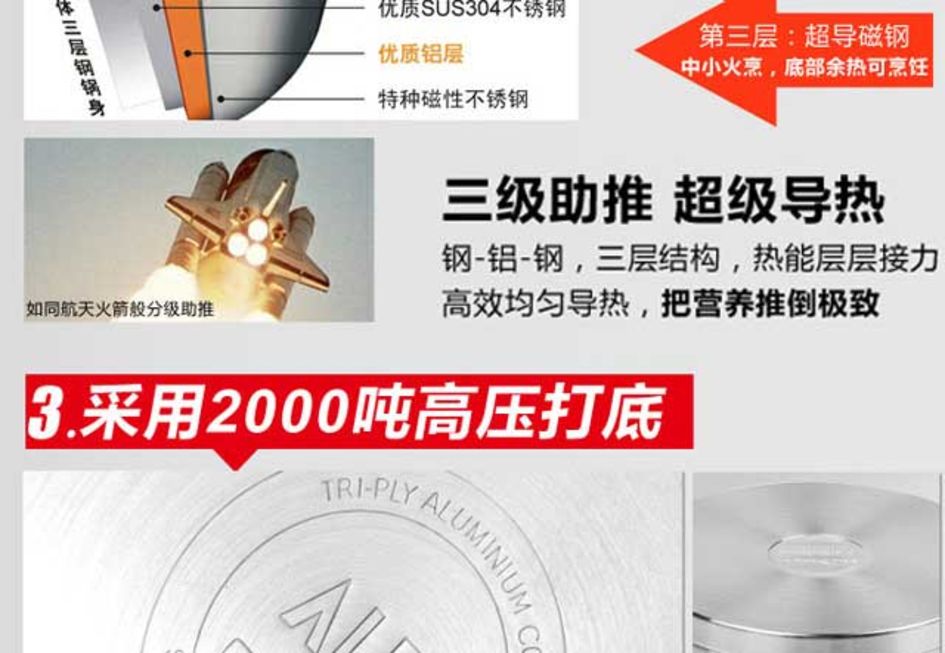 体三层钢锅身
优质SUS304不锈钢
优质铝层
特种磁性不锈钢
第三层：超导磁钢
中小火烹，底部余热可烹饪
如同航天火箭般分级助推
三级助推 超级导热
钢-铝-钢，三层结构，热能层层接力
高效均匀导热，把营养推倒极致
3.采用2000吨高压打底
TRI-PLY ALUMINIUM CO